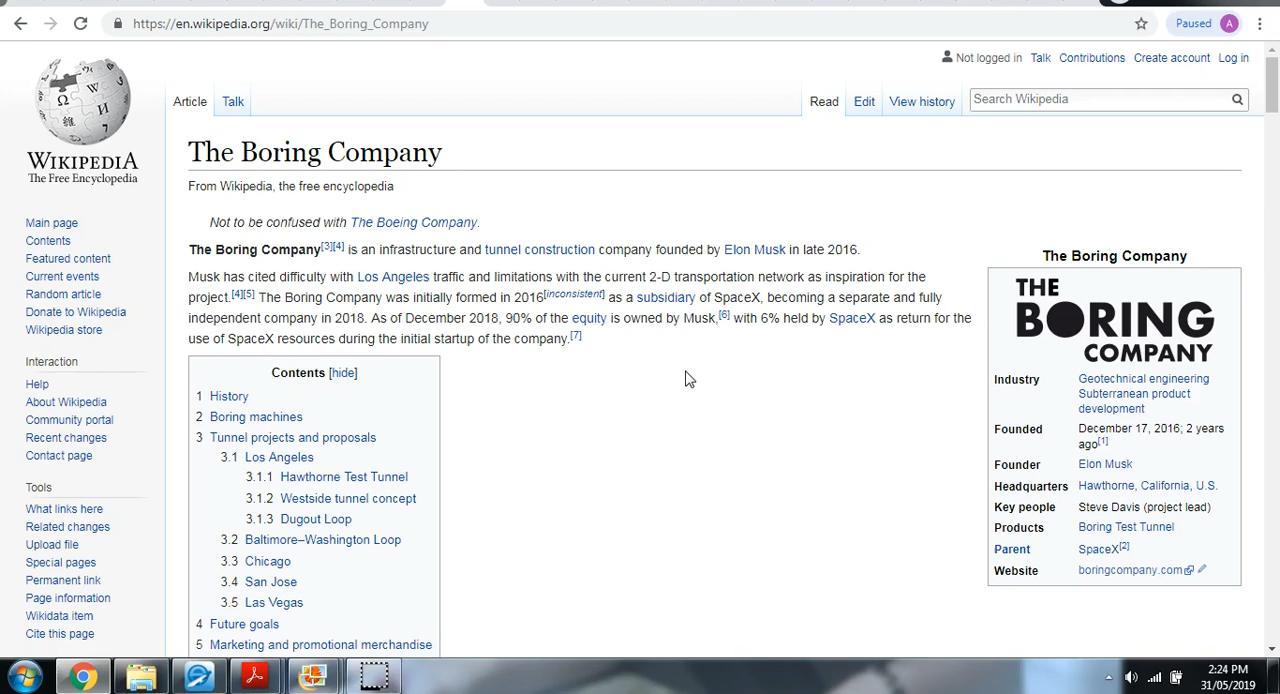 https://en.wikipedia.org/wiki/The_Boring_Company
Paused
A
Not logged in Talk Contributions Create account Log in
Article Talk
Read Edit View history
Search Wikipedia
WIKIPEDIA
The Free Encyclopedia
Main page
Contents
Featured content
Current events
Random article
Donate to Wikipedia
Wikipedia store
Interaction
Help
About Wikipedia
Community portal
Recent changes
Contact page
Tools
What links here
Related changes
Upload file
Special pages
Permanent link
Page information
Wikidata item
Cite this page
The Boring Company
From Wikipedia, the free encyclopedia
Not to be confused with The Boeing Company.
The Boring Company[3][4] is an infrastructure and tunnel construction company founded by Elon Musk in late 2016.
Musk has cited difficulty with Los Angeles traffic and limitations with the current 2-D transportation network as inspiration for the
project.[4][5] The Boring Company was initially formed in 2016[inconsistent] as a subsidiary of SpaceX, becoming a separate and fully
independent company in 2018. As of December 2018, 90% of the equity is owned by Musk,[6] with 6% held by SpaceX as return for the
use of SpaceX resources during the initial startup of the company.[7]
Contents [hide]
1 History
2 Boring machines
3 Tunnel projects and proposals
3.1 Los Angeles
3.1.1 Hawthorne Test Tunnel
3.1.2 Westside tunnel concept
3.1.3 Dugout Loop
3.2 Baltimore–Washington Loop
3.3 Chicago
3.4 San Jose
3.5 Las Vegas
4 Future goals
5 Marketing and promotional merchandise
The Boring Company
THE
BORING
COMPANY
Industry Geotechnical engineering
Subterranean product
development
Founded December 17, 2016; 2 years
ago[1]
Founder Elon Musk
Headquarters Hawthorne, California, U.S.
Key people Steve Davis (project lead)
Products Boring Test Tunnel
Parent SpaceX[2]
Website boringcompany.com
2:24 PM
31/05/2019